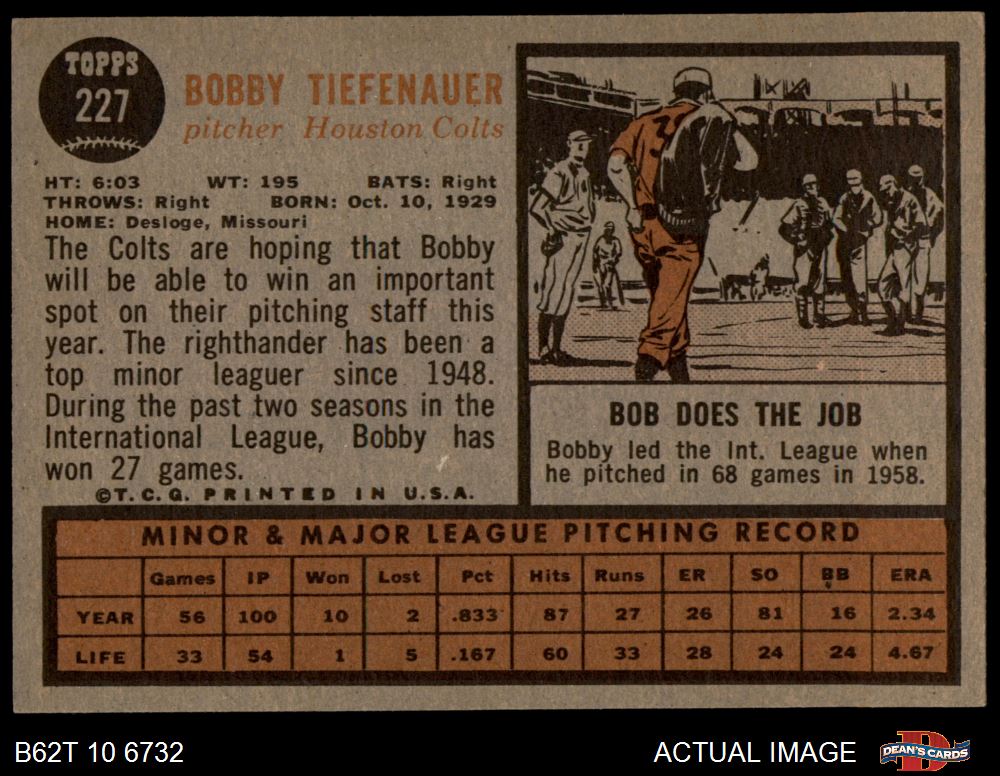 TOPPS
227
BOBBY TIEFENAUER
pitcher Houston Colts
HT: 6:03 WT: 195 BATS: Right
THROWS: Right BORN: Oct. 10, 1929
HOME: Desloge, Missouri
The Colts are hoping that Bobby
will be able to win an important
spot on their pitching staff this
year. The righthander has been a
top minor leaguer since 1948.
During the past two seasons in the
International League, Bobby has
won 27 games.
©T. C. G. PRINTED IN U.S.A.
BOB DOES THE JOB
Bobby led the Int. League when
he pitched in 68 games in 1958.
MINOR & MAJOR LEAGUE PITCHING RECORD
Games IP Won Lost Pct Hits Runs ER SO BB ERA
YEAR 56 100 10 2 .833 87 27 26 81 16 2.34
LIFE 33 54 1 5 .167 60 33 28 24 24 4.67
B62T 10 6732
ACTUAL IMAGE
DEAN'S CARDS